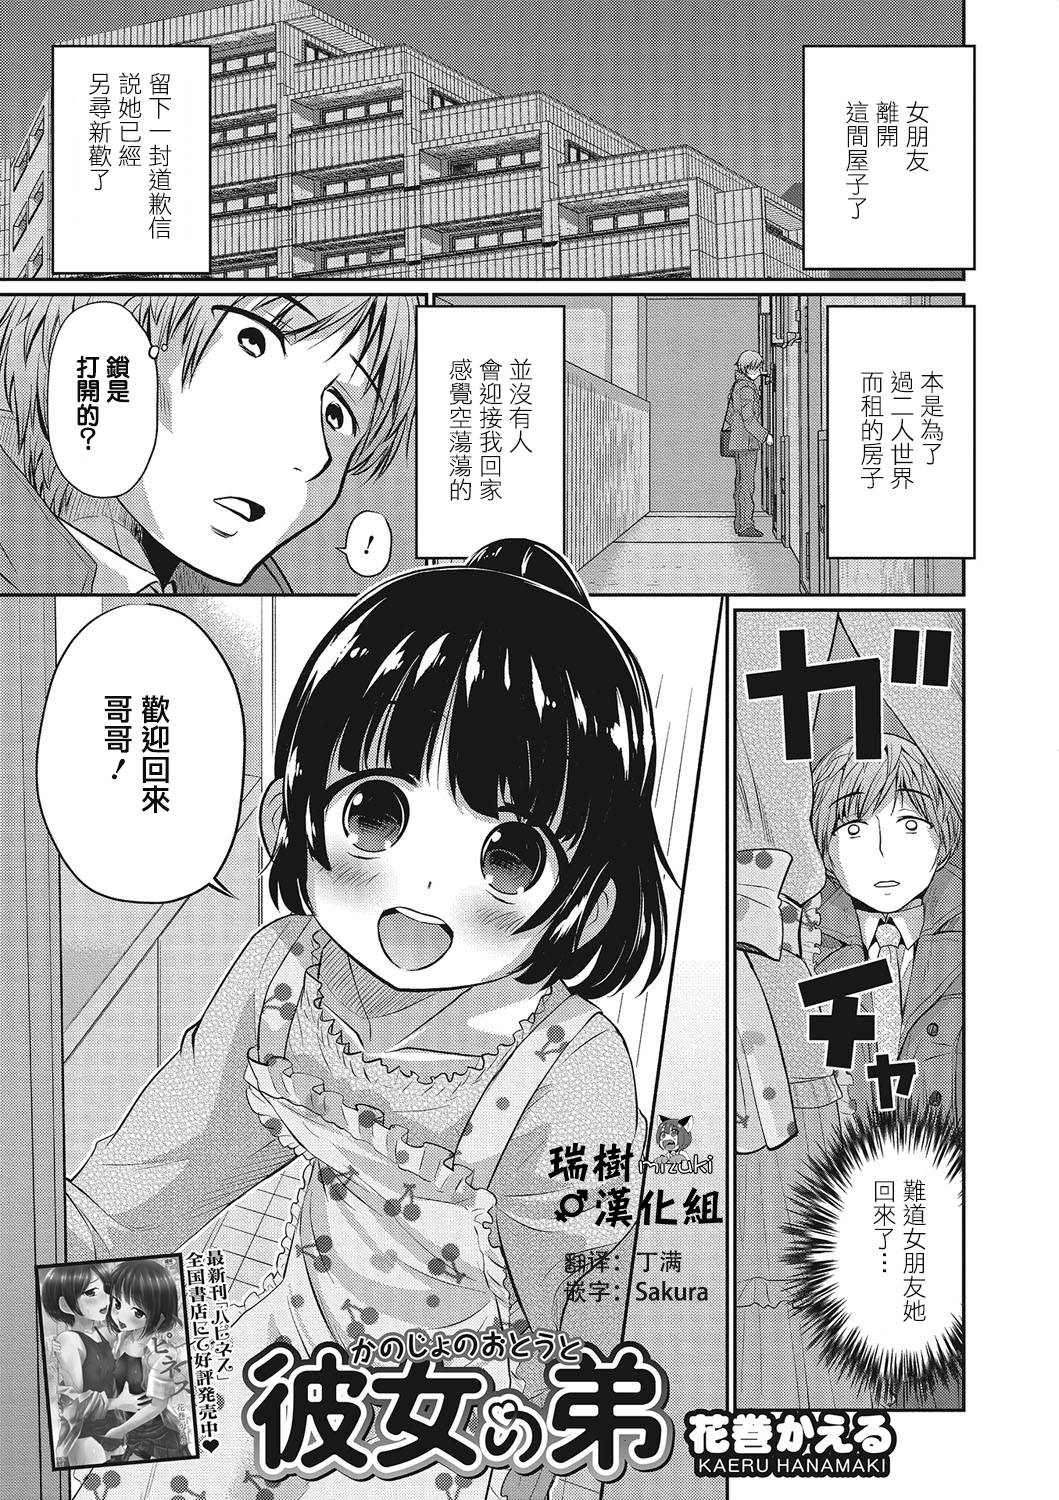 女朋友
離開
這間屋子了
留下一封道歉信
説她已經
另尋新歡了
本是為了
過二人世界
而租的房子
並沒有人
會迎接我回家
感覺空蕩蕩的
鎖是
打開的？
！
ガチャ
難道女朋友她
回來了…
歡迎回來
哥哥！
瑞樹
mizuki
漢化組
翻译：丁满
嵌字：Sakura
最新刊「ハピネス」
全国書店にて好評発売中♥
ピネス
かのじょのおとうと
彼女の弟
花巻かえる
KAERU HANAMAKI